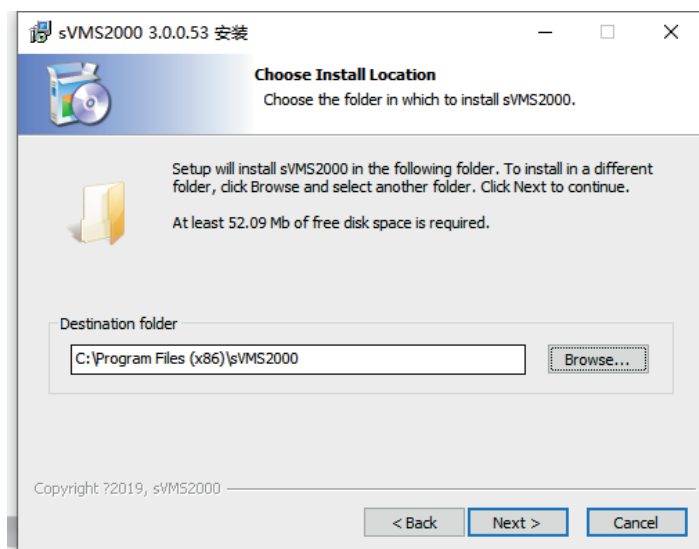 sVMS2000 3.0.0.53 安装
Choose Install Location
Choose the folder in which to install sVMS2000.
Setup will install sVMS2000 in the following folder. To install in a different
folder, click Browse and select another folder. Click Next to continue.
At least 52.09 Mb of free disk space is required.
Destination folder
C:\Program Files (x86)\sVMS2000
Browse...
Copyright ?2019, sVMS2000
< Back
Next >
Cancel